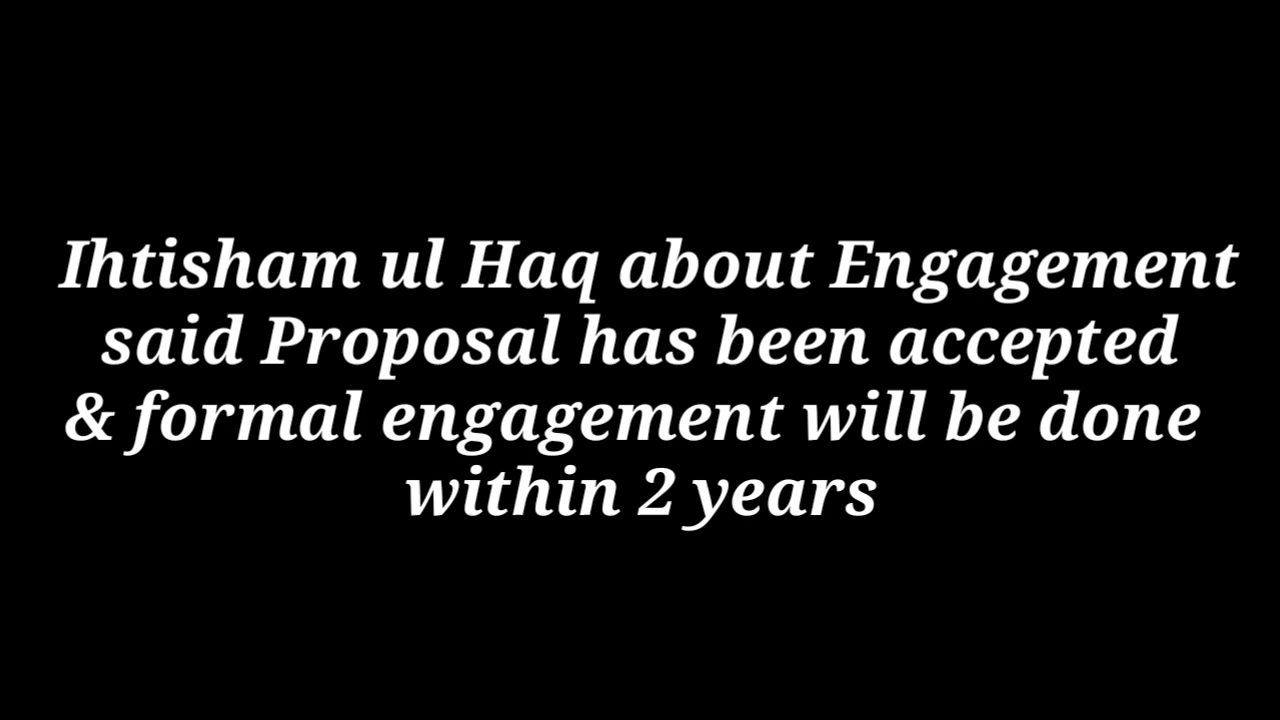 Ihtisham ul Haq about Engagement
said Proposal has been accepted
& formal engagement will be done
within 2 years